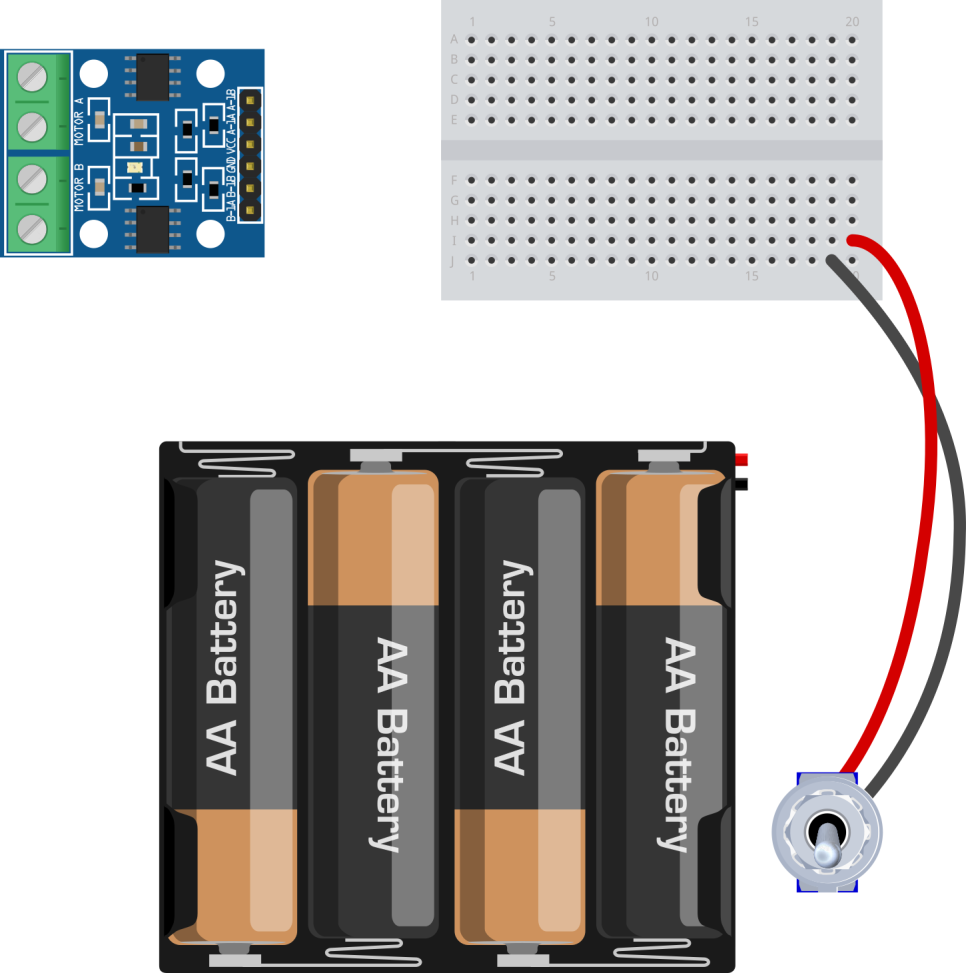 1 5 10 15 20
A
B
C
D
E
F
G
H
I
J
1 5 10 15
MOTOR A
MOTOR B
A-1B
A-1A
VCC
GND
B-1B
B-1A
AA Battery
AA Battery
AA Battery
AA Battery